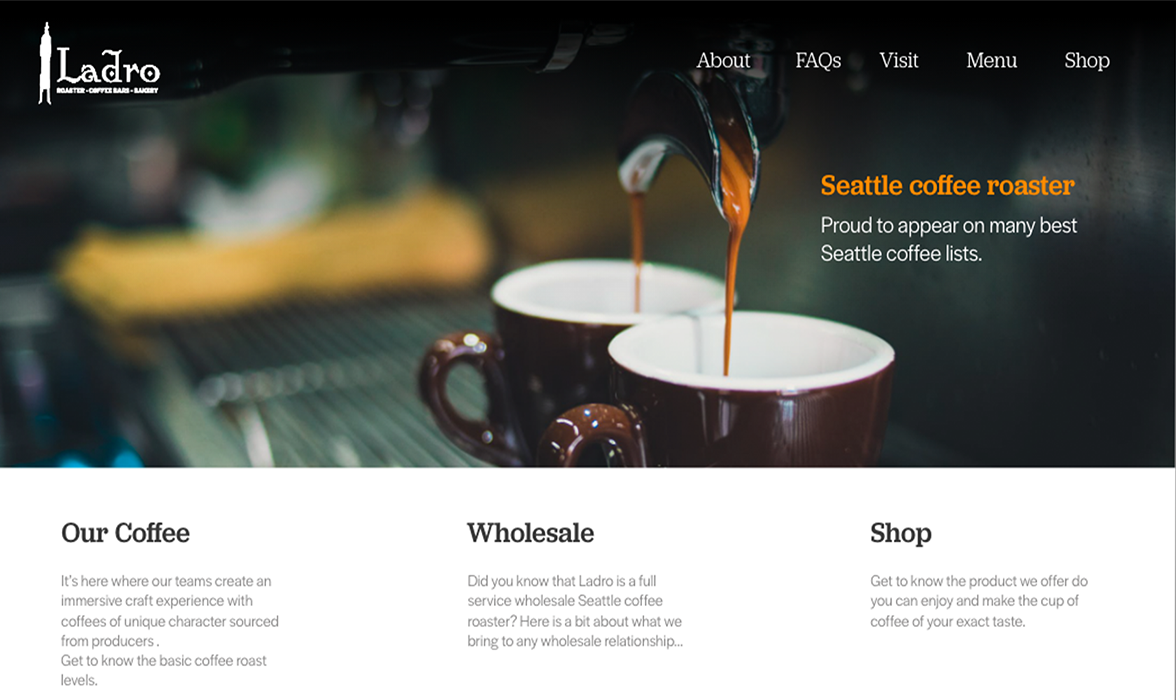 Ladro
ROASTER - COFFEE BARS - BAKERY
About FAQs Visit Menu Shop
Seattle coffee roaster
Proud to appear on many best
Seattle coffee lists.
Our Coffee
It's here where our teams create an
immersive craft experience with
coffees of unique character sourced
from producers .
Get to know the basic coffee roast
levels.
Wholesale
Did you know that Ladro is a full
service wholesale Seattle coffee
roaster? Here is a bit about what we
bring to any wholesale relationship...
Shop
Get to know the product we offer do
you can enjoy and make the cup of
coffee of your exact taste.